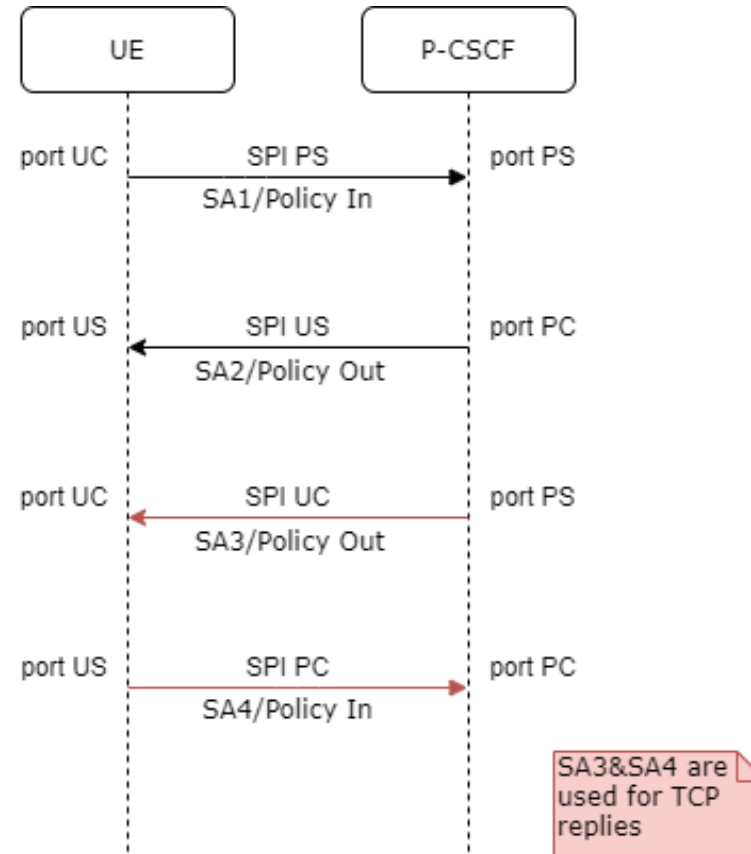 UE
P-CSCF
port UC
SPI PS
port PS
SA1/Policy In
port US
SPI US
port PC
SA2/Policy Out
port UC
SPI UC
port PS
SA3/Policy Out
port US
SPI PC
port PC
SA4/Policy In
SA3&SA4 are
used for TCP
replies